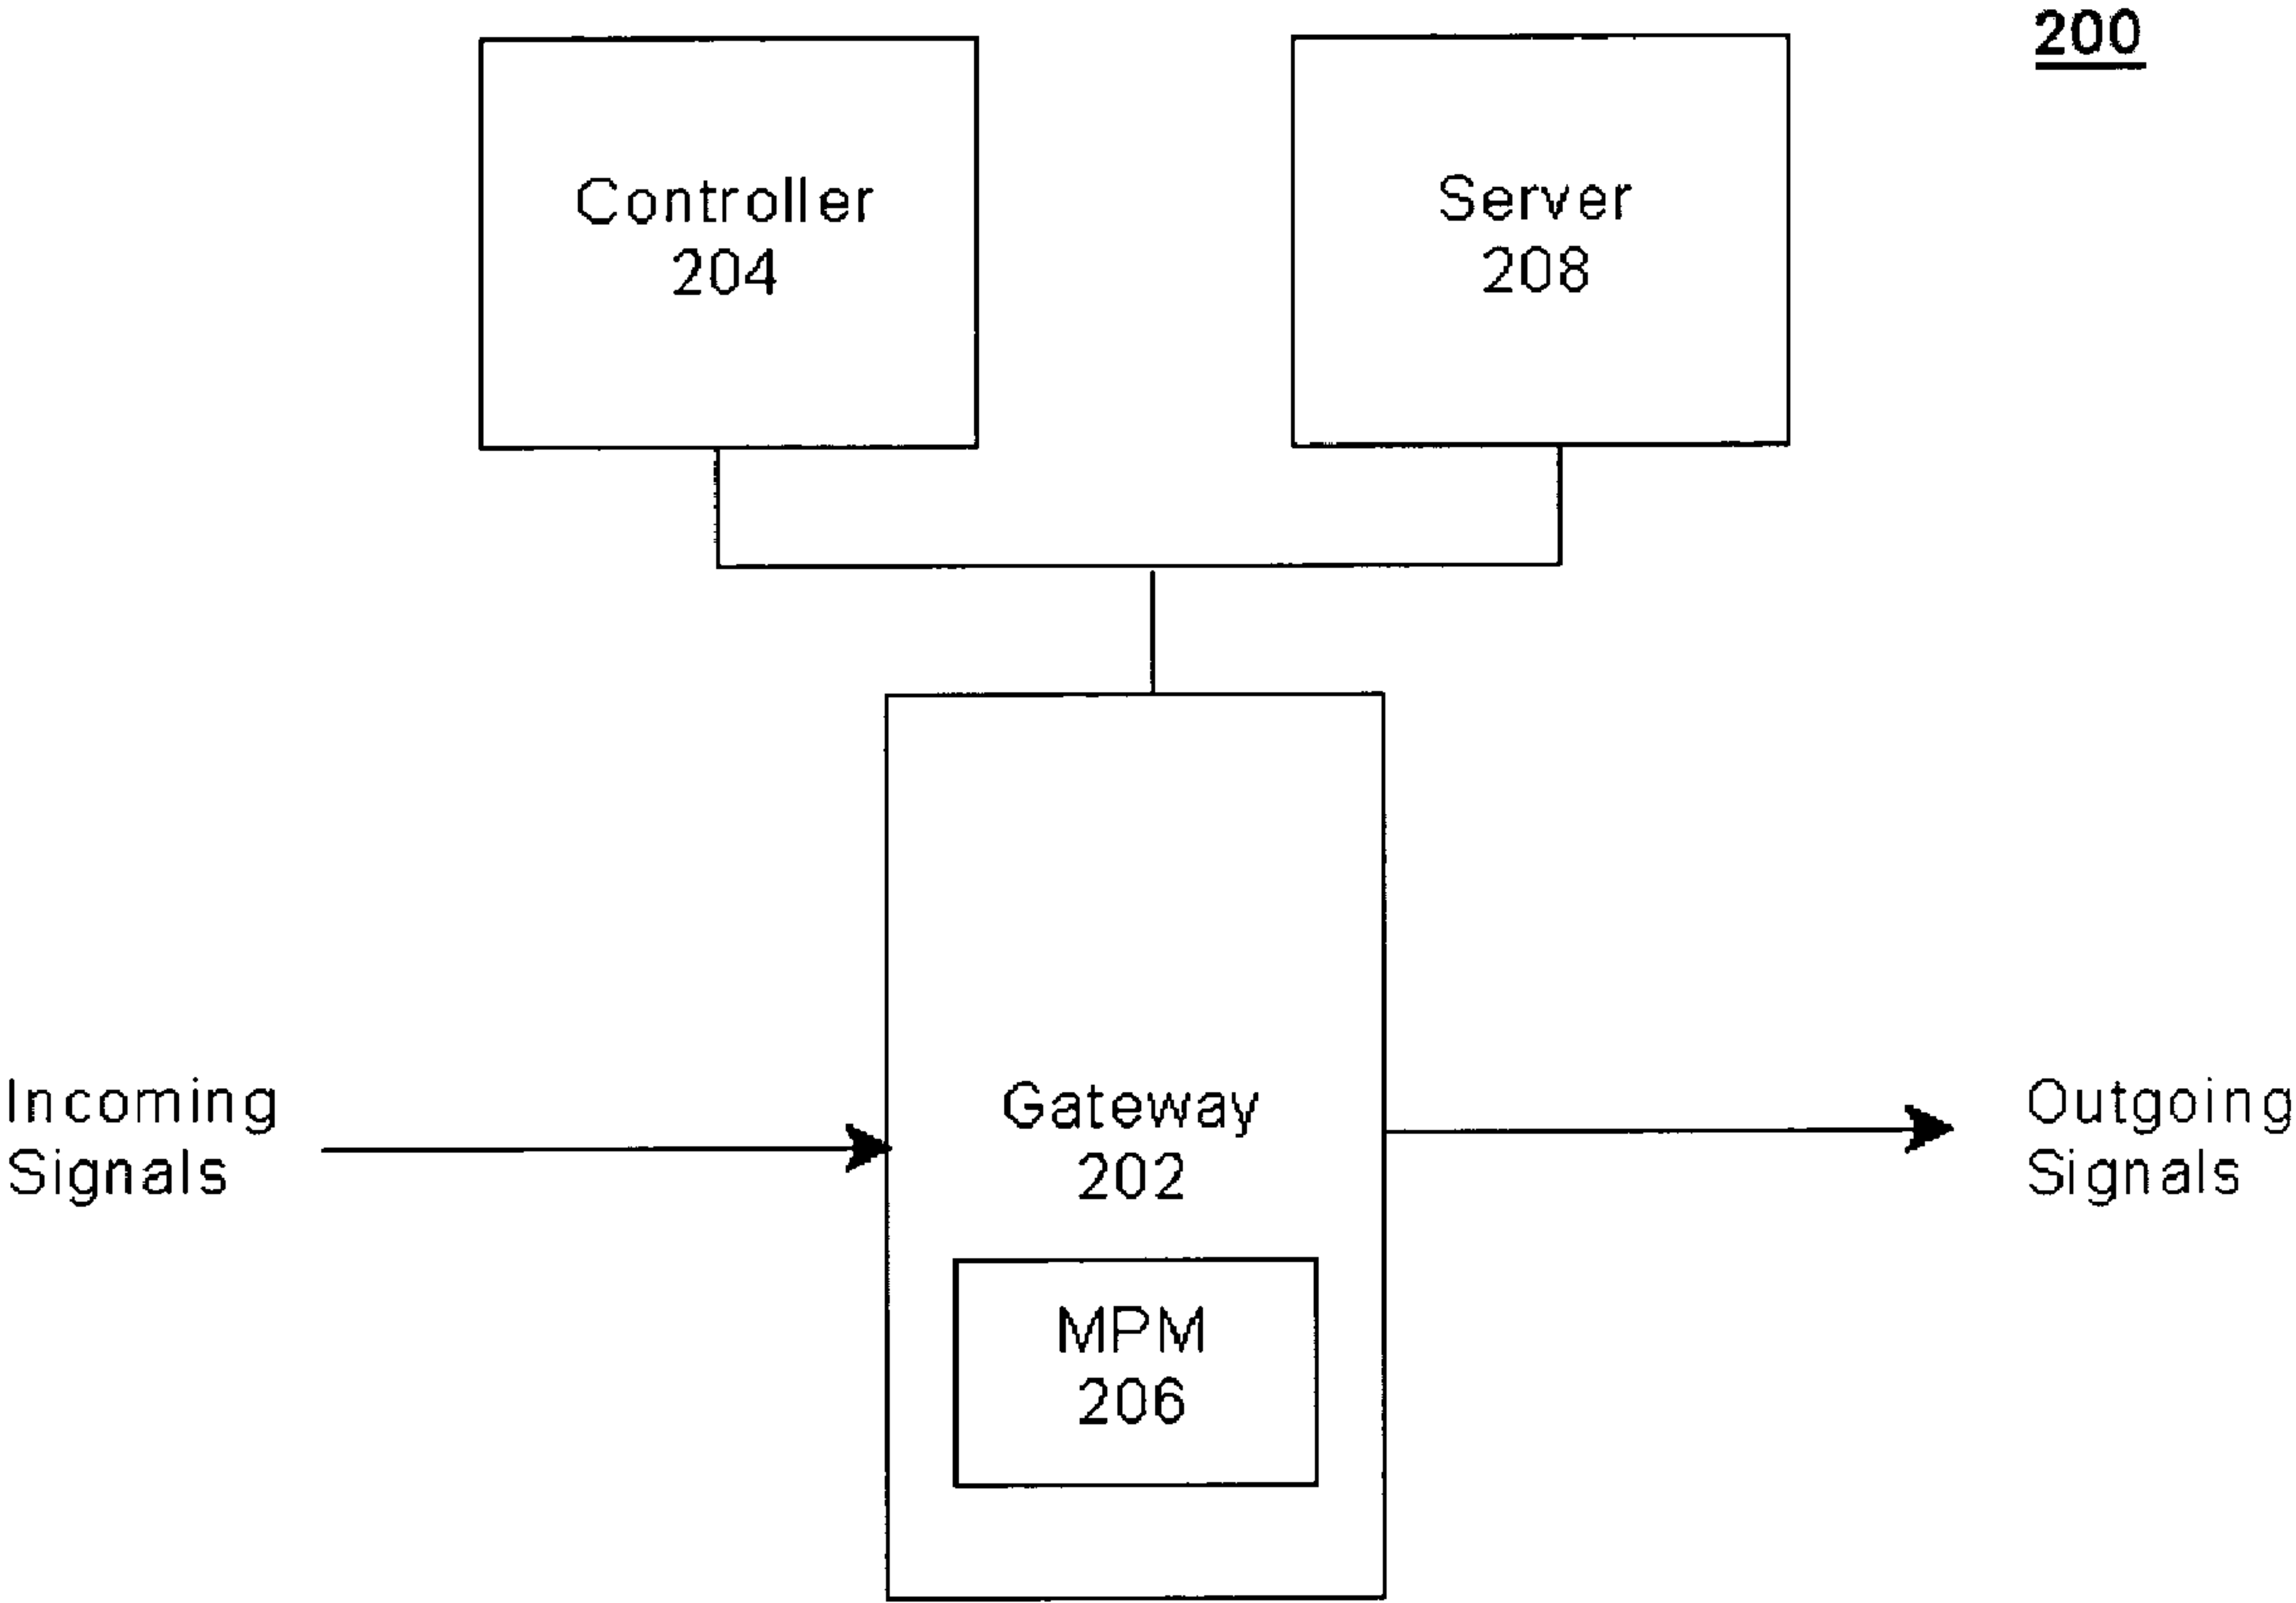 200
Controller
204
Server
208
Incoming
Signals
Gateway
202
Outgoing
Signals
MPM
206